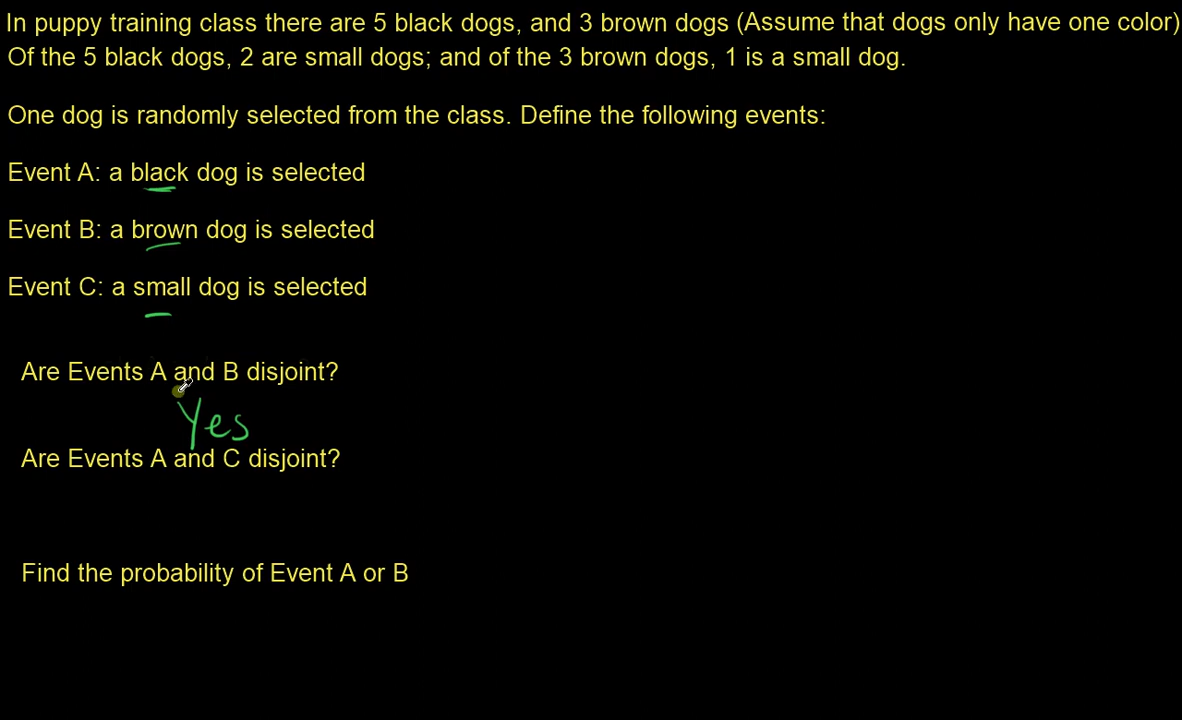 In puppy training class there are 5 black dogs, and 3 brown dogs (Assume that dogs only have one color)
Of the 5 black dogs, 2 are small dogs; and of the 3 brown dogs, 1 is a small dog.
One dog is randomly selected from the class. Define the following events:
Event A: a black dog is selected
Event B: a brown dog is selected
Event C: a small dog is selected
Are Events A and B disjoint?
Yes
Are Events A and C disjoint?
Find the probability of Event A or B